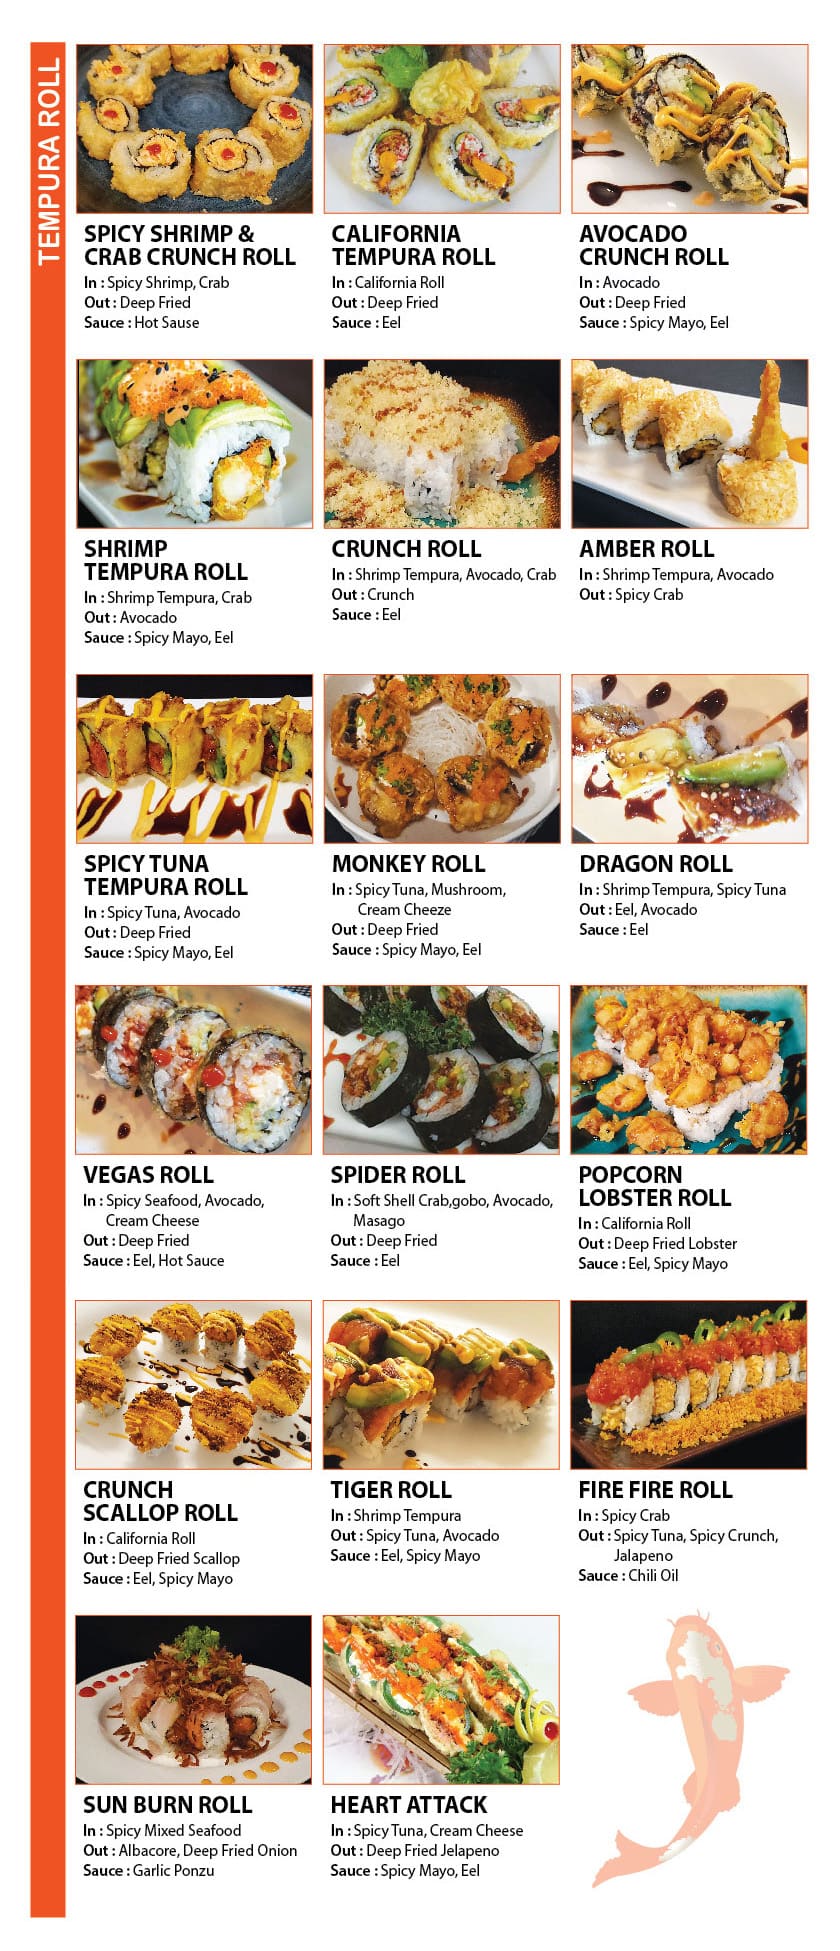 TEMPURA ROLL
SPICY SHRIMP &
CRAB CRUNCH ROLL
In : Spicy Shrimp, Crab
Out : Deep Fried
Sauce : Hot Sause
CALIFORNIA
TEMPURA ROLL
In : California Roll
Out : Deep Fried
Sauce : Eel
AVOCADO
CRUNCH ROLL
In : Avocado
Out : Deep Fried
Sauce : Spicy Mayo, Eel
SHRIMP
TEMPURA ROLL
In : Shrimp Tempura, Crab
Out : Avocado
Sauce : Spicy Mayo, Eel
CRUNCH ROLL
In : Shrimp Tempura, Avocado, Crab
Out : Crunch
Sauce : Eel
AMBER ROLL
In : Shrimp Tempura, Avocado
Out : Spicy Crab
SPICY TUNA
TEMPURA ROLL
In : Spicy Tuna, Avocado
Out : Deep Fried
Sauce : Spicy Mayo, Eel
MONKEY ROLL
In : Spicy Tuna, Mushroom,
Cream Cheeze
Out : Deep Fried
Sauce : Spicy Mayo, Eel
DRAGON ROLL
In : Shrimp Tempura, Spicy Tuna
Out : Eel, Avocado
Sauce : Eel
VEGAS ROLL
In : Spicy Seafood, Avocado,
Cream Cheese
Out : Deep Fried
Sauce : Eel, Hot Sauce
SPIDER ROLL
In : Soft Shell Crab,gobo, Avocado,
Masago
Out : Deep Fried
Sauce : Eel
POPCORN
LOBSTER ROLL
In : California Roll
Out : Deep Fried Lobster
Sauce : Eel, Spicy Mayo
CRUNCH
SCALLOP ROLL
In : California Roll
Out : Deep Fried Scallop
Sauce : Eel, Spicy Mayo
TIGER ROLL
In : Shrimp Tempura
Out : Spicy Tuna, Avocado
Sauce : Eel, Spicy Mayo
FIRE FIRE ROLL
In : Spicy Crab
Out : Spicy Tuna, Spicy Crunch,
Jalapeno
Sauce : Chili Oil
SUN BURN ROLL
In : Spicy Mixed Seafood
Out : Albacore, Deep Fried Onion
Sauce : Garlic Ponzu
HEART ATTACK
In : Spicy Tuna, Cream Cheese
Out : Deep Fried Jalapeno
Sauce : Spicy Mayo, Eel